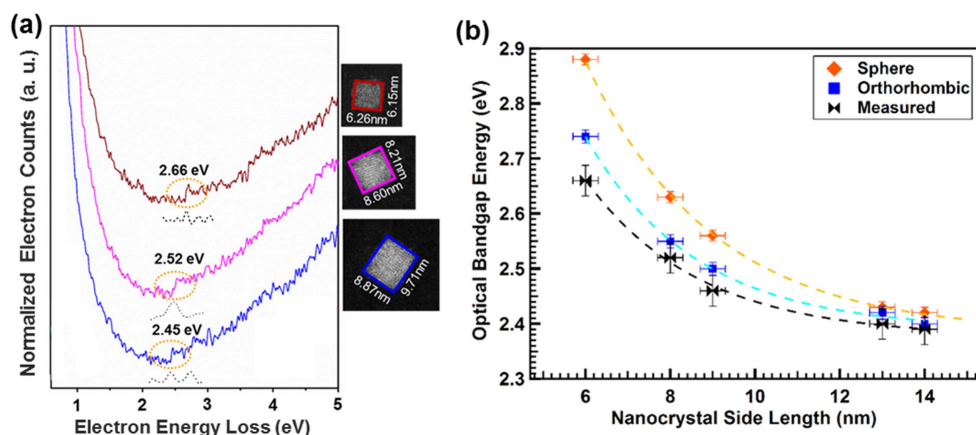 (a)
Normalized Electron Counts (a. u.)
2.66 eV
2.52 eV
2.45 eV
1
2
3
4
5
Electron Energy Loss (eV)
6.26nm
6.15nm
8.21nm
8.60nm
8.87nm
9.71nm
(b)
Optical Bandgap Energy (eV)
2.9
2.8
2.7
2.6
2.5
2.4
2.3
Sphere
Orthorhombic
Measured
6
8
10
12
14
Nanocrystal Side Length (nm)